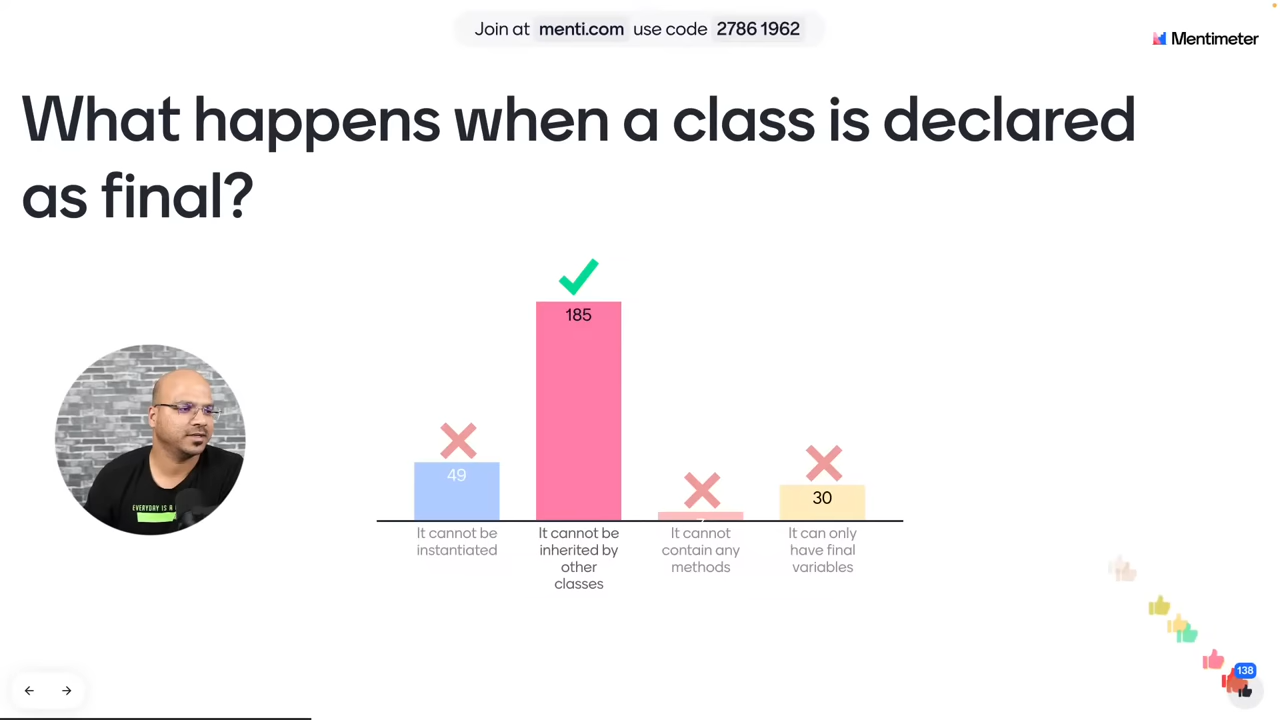 Join at menti.com use code 2786 1962
Mentimeter
What happens when a class is declared
as final?
185
49
30
It cannot be
instantiated
It cannot be
inherited by
other
classes
It cannot
contain any
methods
It can only
have final
variables
EVERYDAY IS A
138